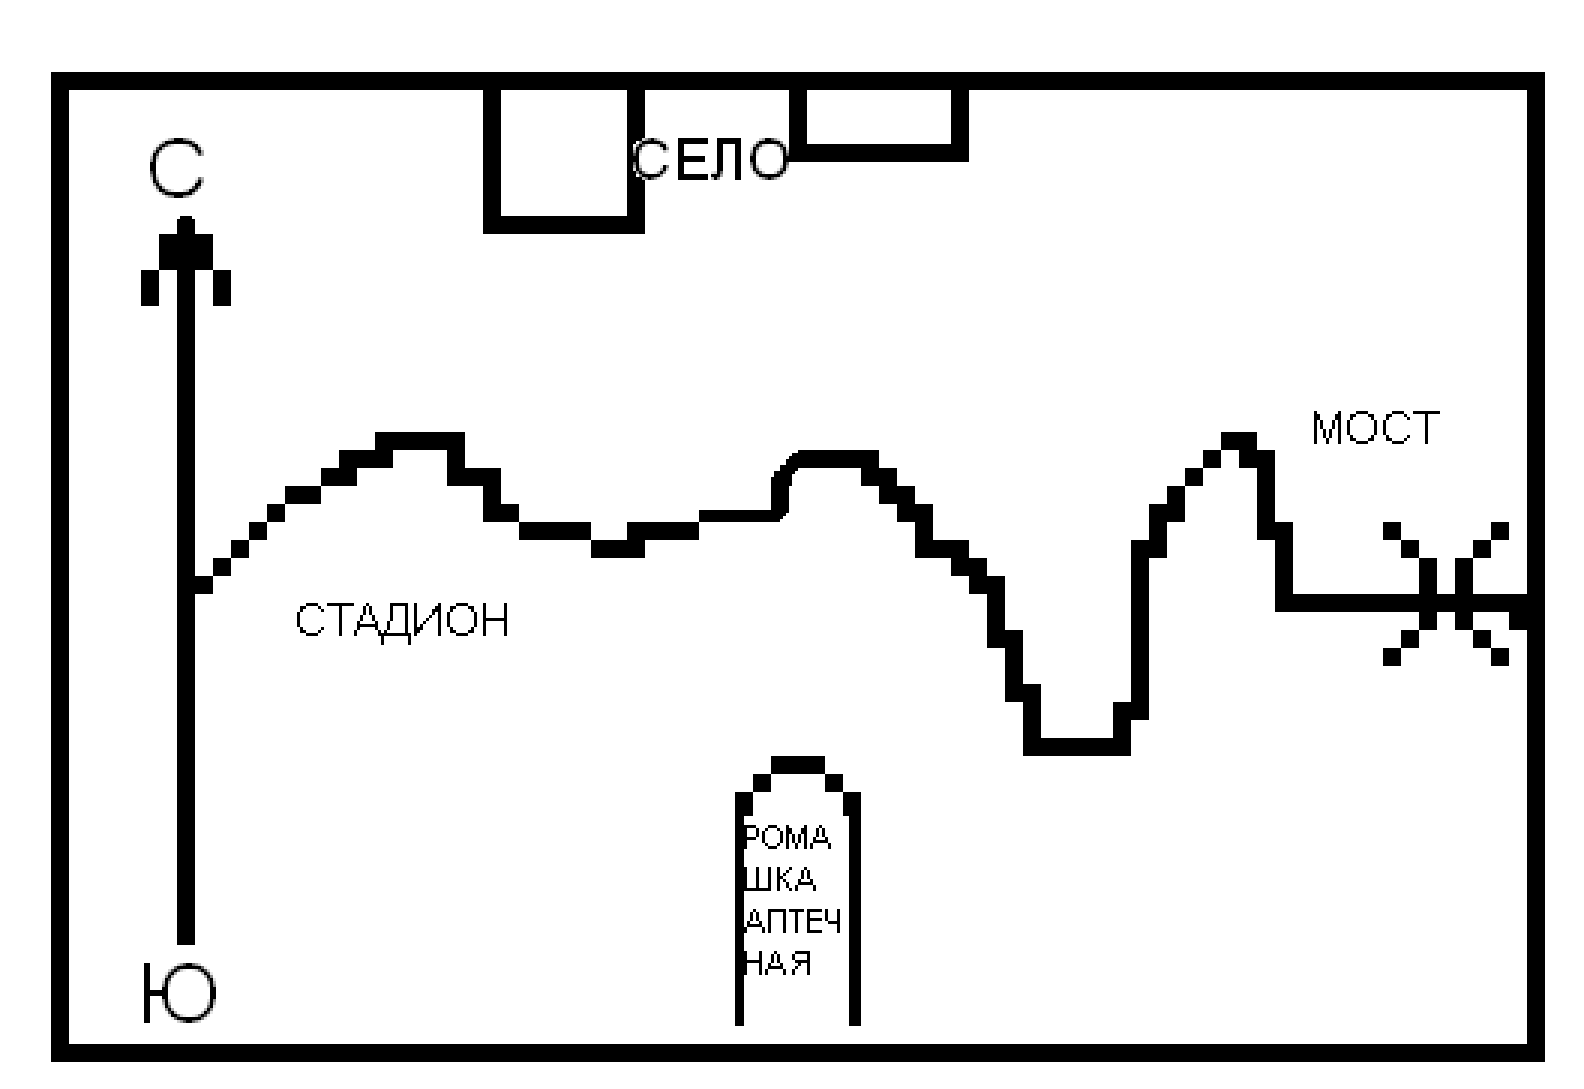 С
СЕЛО
МОСТ
СТАДИОН
РОМА
ШКА
АПТЕЧ
НАЯ
Ю